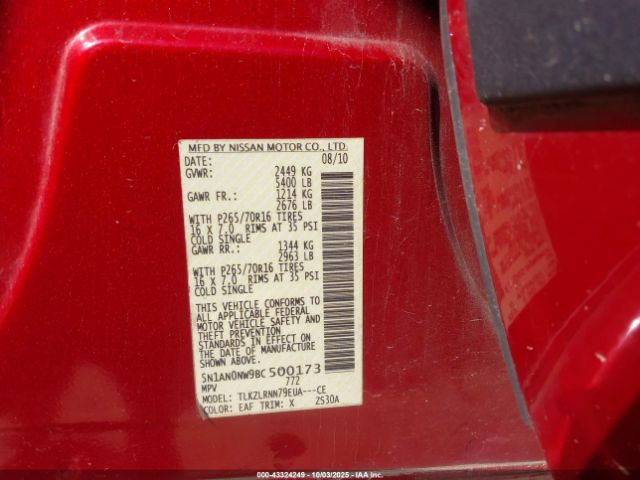 MFD BY NISSAN MOTOR CO., LTD.
DATE: 08/10
GVWR: 2449 KG
5400 LB
GAWR FR.: 1214 KG
2676 LB
WITH P265/70R16 TIRES
16 X 7.0 RIMS AT 35 PSI
COLD SINGLE
GAWR RR.: 1344 KG
2963 LB
WITH P265/70R16 TIRES
16 X 7.0 RIMS AT 35 PSI
COLD SINGLE
THIS VEHICLE CONFORMS TO
ALL APPLICABLE FEDERAL
MOTOR VEHICLE SAFETY AND
THEFT PREVENTION
STANDARDS IN EFFECT ON
THE DATE OF MANUFACTURE
SHOWN ABOVE.
5N1AN0NW9BC500173
MPV 772
MODEL: TLKZLRNN79EUA---CE
COLOR: EAF TRIM: X ZS30A
000-43324249 - 10/03/2025 - IAA Inc.